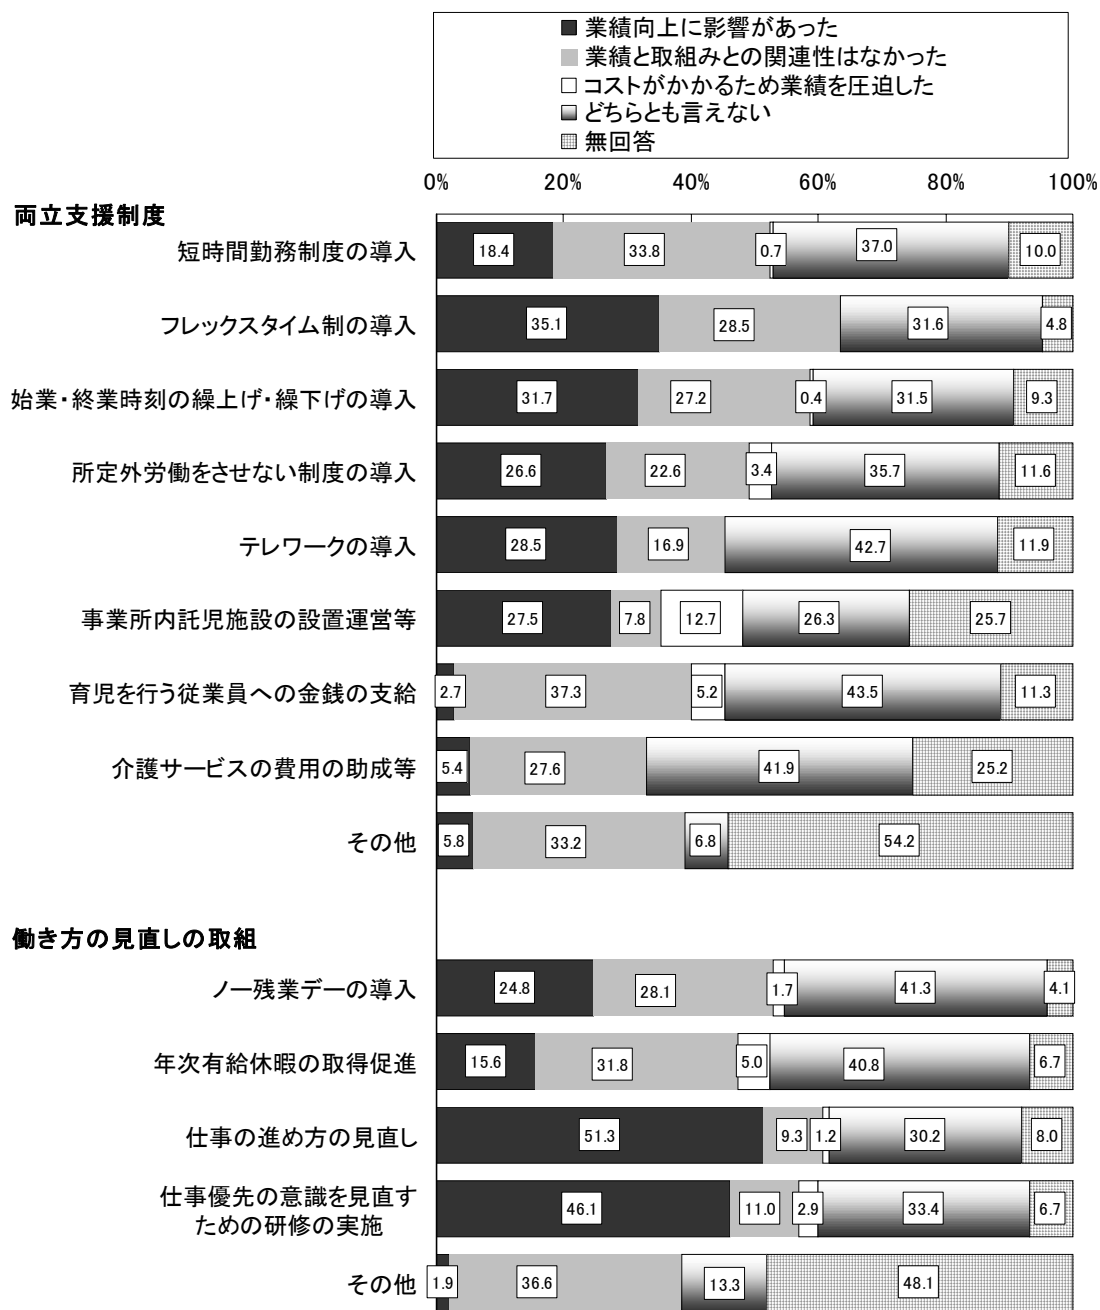 業績向上に影響があった
業績と取組みとの関連性はなかった
コストがかかるため業績を圧迫した
どちらとも言えない
無回答
0% 20% 40% 60% 80% 100%
両立支援制度
短時間勤務制度の導入 18.4 33.8 0.7 37.0 10.0
フレックスタイム制の導入 35.1 28.5 31.6 4.8
始業・終業時刻の繰上げ・繰下げの導入 31.7 27.2 0.4 31.5 9.3
所定外労働をさせない制度の導入 26.6 22.6 3.4 35.7 11.6
テレワークの導入 28.5 16.9 42.7 11.9
事業所内託児施設の設置運営等 27.5 7.8 12.7 26.3 25.7
育児を行う従業員への金銭の支給 2.7 37.3 5.2 43.5 11.3
介護サービスの費用の助成等 5.4 27.6 41.9 25.2
その他 5.8 33.2 6.8 54.2
働き方の見直しの取組
ノー残業デーの導入 24.8 28.1 1.7 41.3 4.1
年次有給休暇の取得促進 15.6 31.8 5.0 40.8 6.7
仕事の進め方の見直し 51.3 9.3 1.2 30.2 8.0
仕事優先の意識を見直す
ための研修の実施 46.1 11.0 2.9 33.4 6.7
その他 1.9 36.6 13.3 48.1